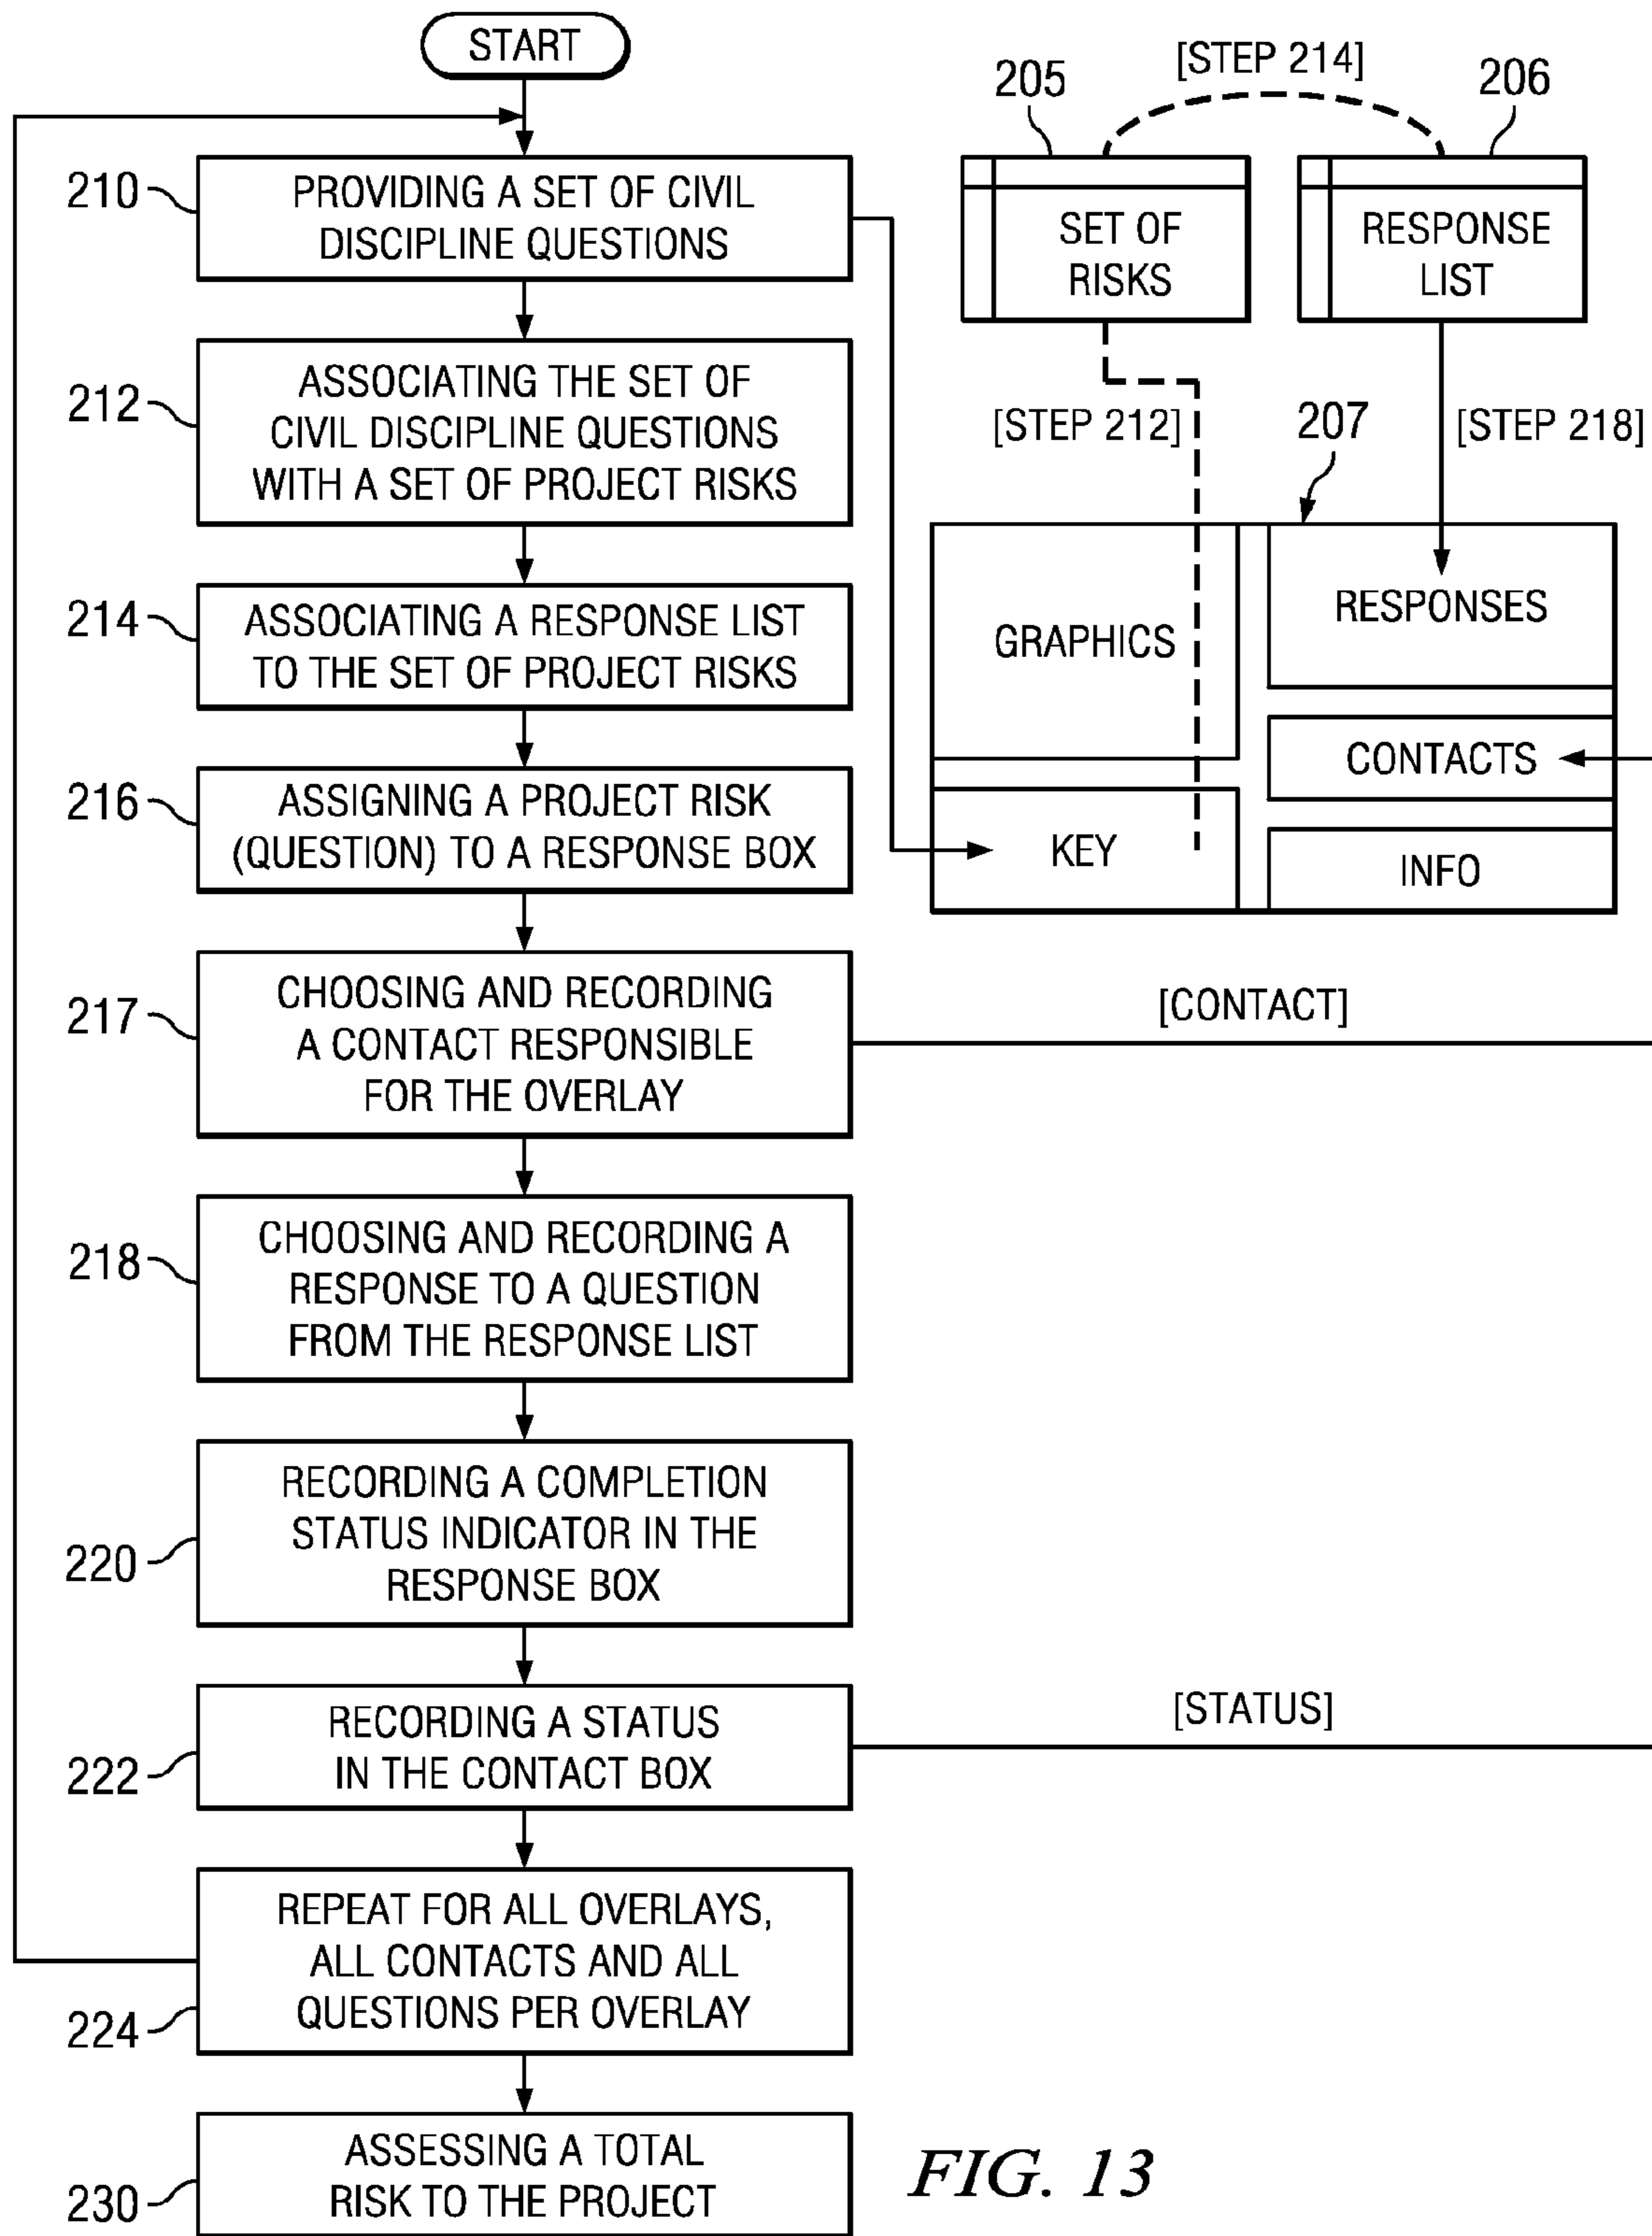 START
210
PROVIDING A SET OF CIVIL
DISCIPLINE QUESTIONS
212
ASSOCIATING THE SET OF
CIVIL DISCIPLINE QUESTIONS
WITH A SET OF PROJECT RISKS
214
ASSOCIATING A RESPONSE LIST
TO THE SET OF PROJECT RISKS
216
ASSIGNING A PROJECT RISK
(QUESTION) TO A RESPONSE BOX
217
CHOOSING AND RECORDING
A CONTACT RESPONSIBLE
FOR THE OVERLAY
218
CHOOSING AND RECORDING A
RESPONSE TO A QUESTION
FROM THE RESPONSE LIST
220
RECORDING A COMPLETION
STATUS INDICATOR IN THE
RESPONSE BOX
222
RECORDING A STATUS
IN THE CONTACT BOX
224
REPEAT FOR ALL OVERLAYS,
ALL CONTACTS AND ALL
QUESTIONS PER OVERLAY
230
ASSESSING A TOTAL
RISK TO THE PROJECT
205
[STEP 214]
206
SET OF
RISKS
RESPONSE
LIST
[STEP 212]
207
[STEP 218]
GRAPHICS
RESPONSES
CONTACTS
KEY
INFO
[CONTACT]
[STATUS]
FIG. 13